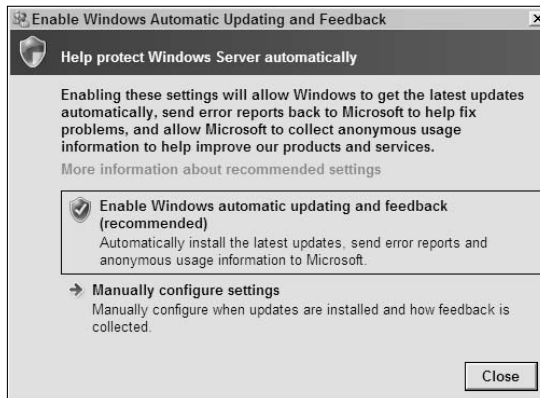 Enable Windows Automatic Updating and Feedback
Help protect Windows Server automatically
Enabling these settings will allow Windows to get the latest updates
automatically, send error reports back to Microsoft to help fix
problems, and allow Microsoft to collect anonymous usage
information to help improve our products and services.
More information about recommended settings
Enable Windows automatic updating and feedback
(recommended)
Automatically install the latest updates, send error reports and
anonymous usage information to Microsoft.
Manually configure settings
Manually configure when updates are installed and how feedback is
collected.
Close